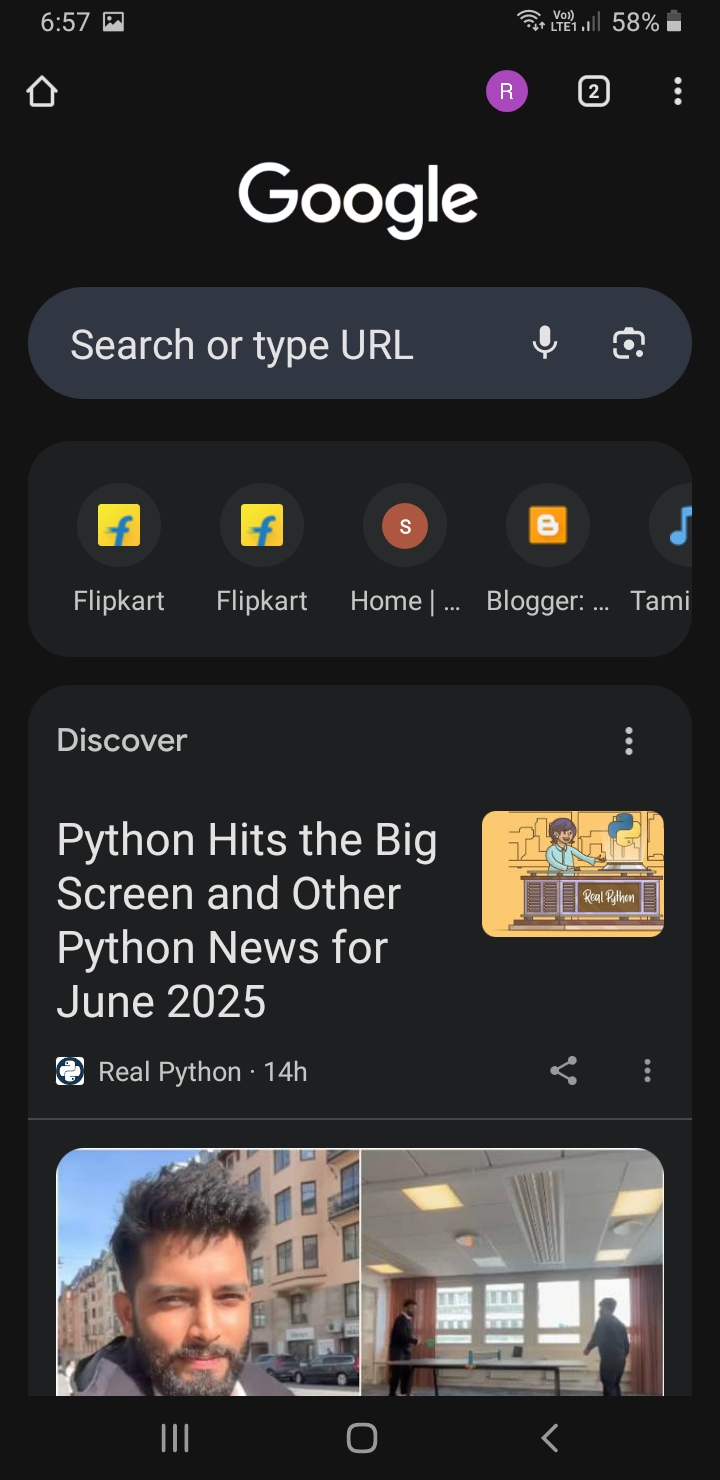 6:57
Vo))
LTE1
58%
R
2
Google
Search or type URL
S
Flipkart
Flipkart
Home | ...
Blogger: ...
Tami
Discover
Python Hits the Big
Screen and Other
Python News for
June 2025
Real Python
Real Python · 14h